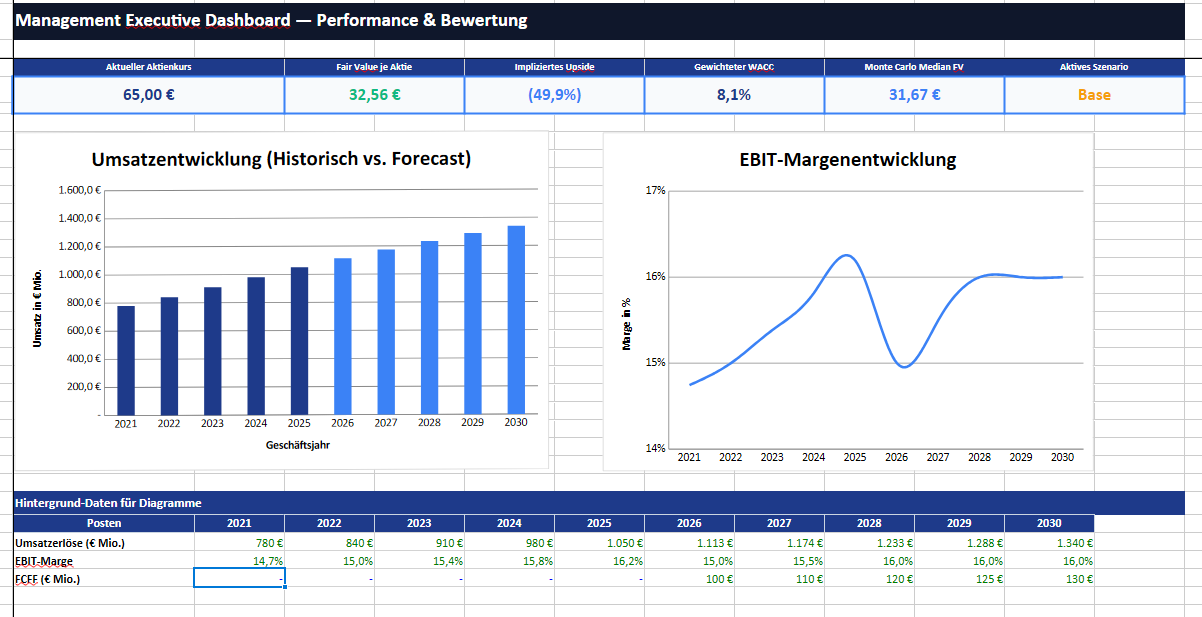 Management Executive Dashboard — Performance & Bewertung
Aktueller Aktienkurs Fair Value je Aktie Impliziertes Upside Gewichteter WACC Monte Carlo Median FV Aktives Szenario
65,00 € 32,56 € (49,9%) 8,1% 31,67 € Base
Umsatzentwicklung (Historisch vs. Forecast)
1.600,0 €
1.400,0 €
1.200,0 €
1.000,0 €
800,0 €
600,0 €
400,0 €
200,0 €
-
Umsatz in € Mio.
2021 2022 2023 2024 2025 2026 2027 2028 2029 2030
Geschäftsjahr
EBIT-Margenentwicklung
17%
16%
15%
14%
Marge in %
2021 2022 2023 2024 2025 2026 2027 2028 2029 2030
Hintergrund-Daten für Diagramme
Posten 2021 2022 2023 2024 2025 2026 2027 2028 2029 2030
Umsatzerlöse (€ Mio.) 780 € 840 € 910 € 980 € 1.050 € 1.113 € 1.174 € 1.233 € 1.288 € 1.340 €
EBIT-Marge 14,7% 15,0% 15,4% 15,8% 16,2% 15,0% 15,5% 16,0% 16,0% 16,0%
FCFF (€ Mio.) - - - - - 100 € 110 € 120 € 125 € 130 €